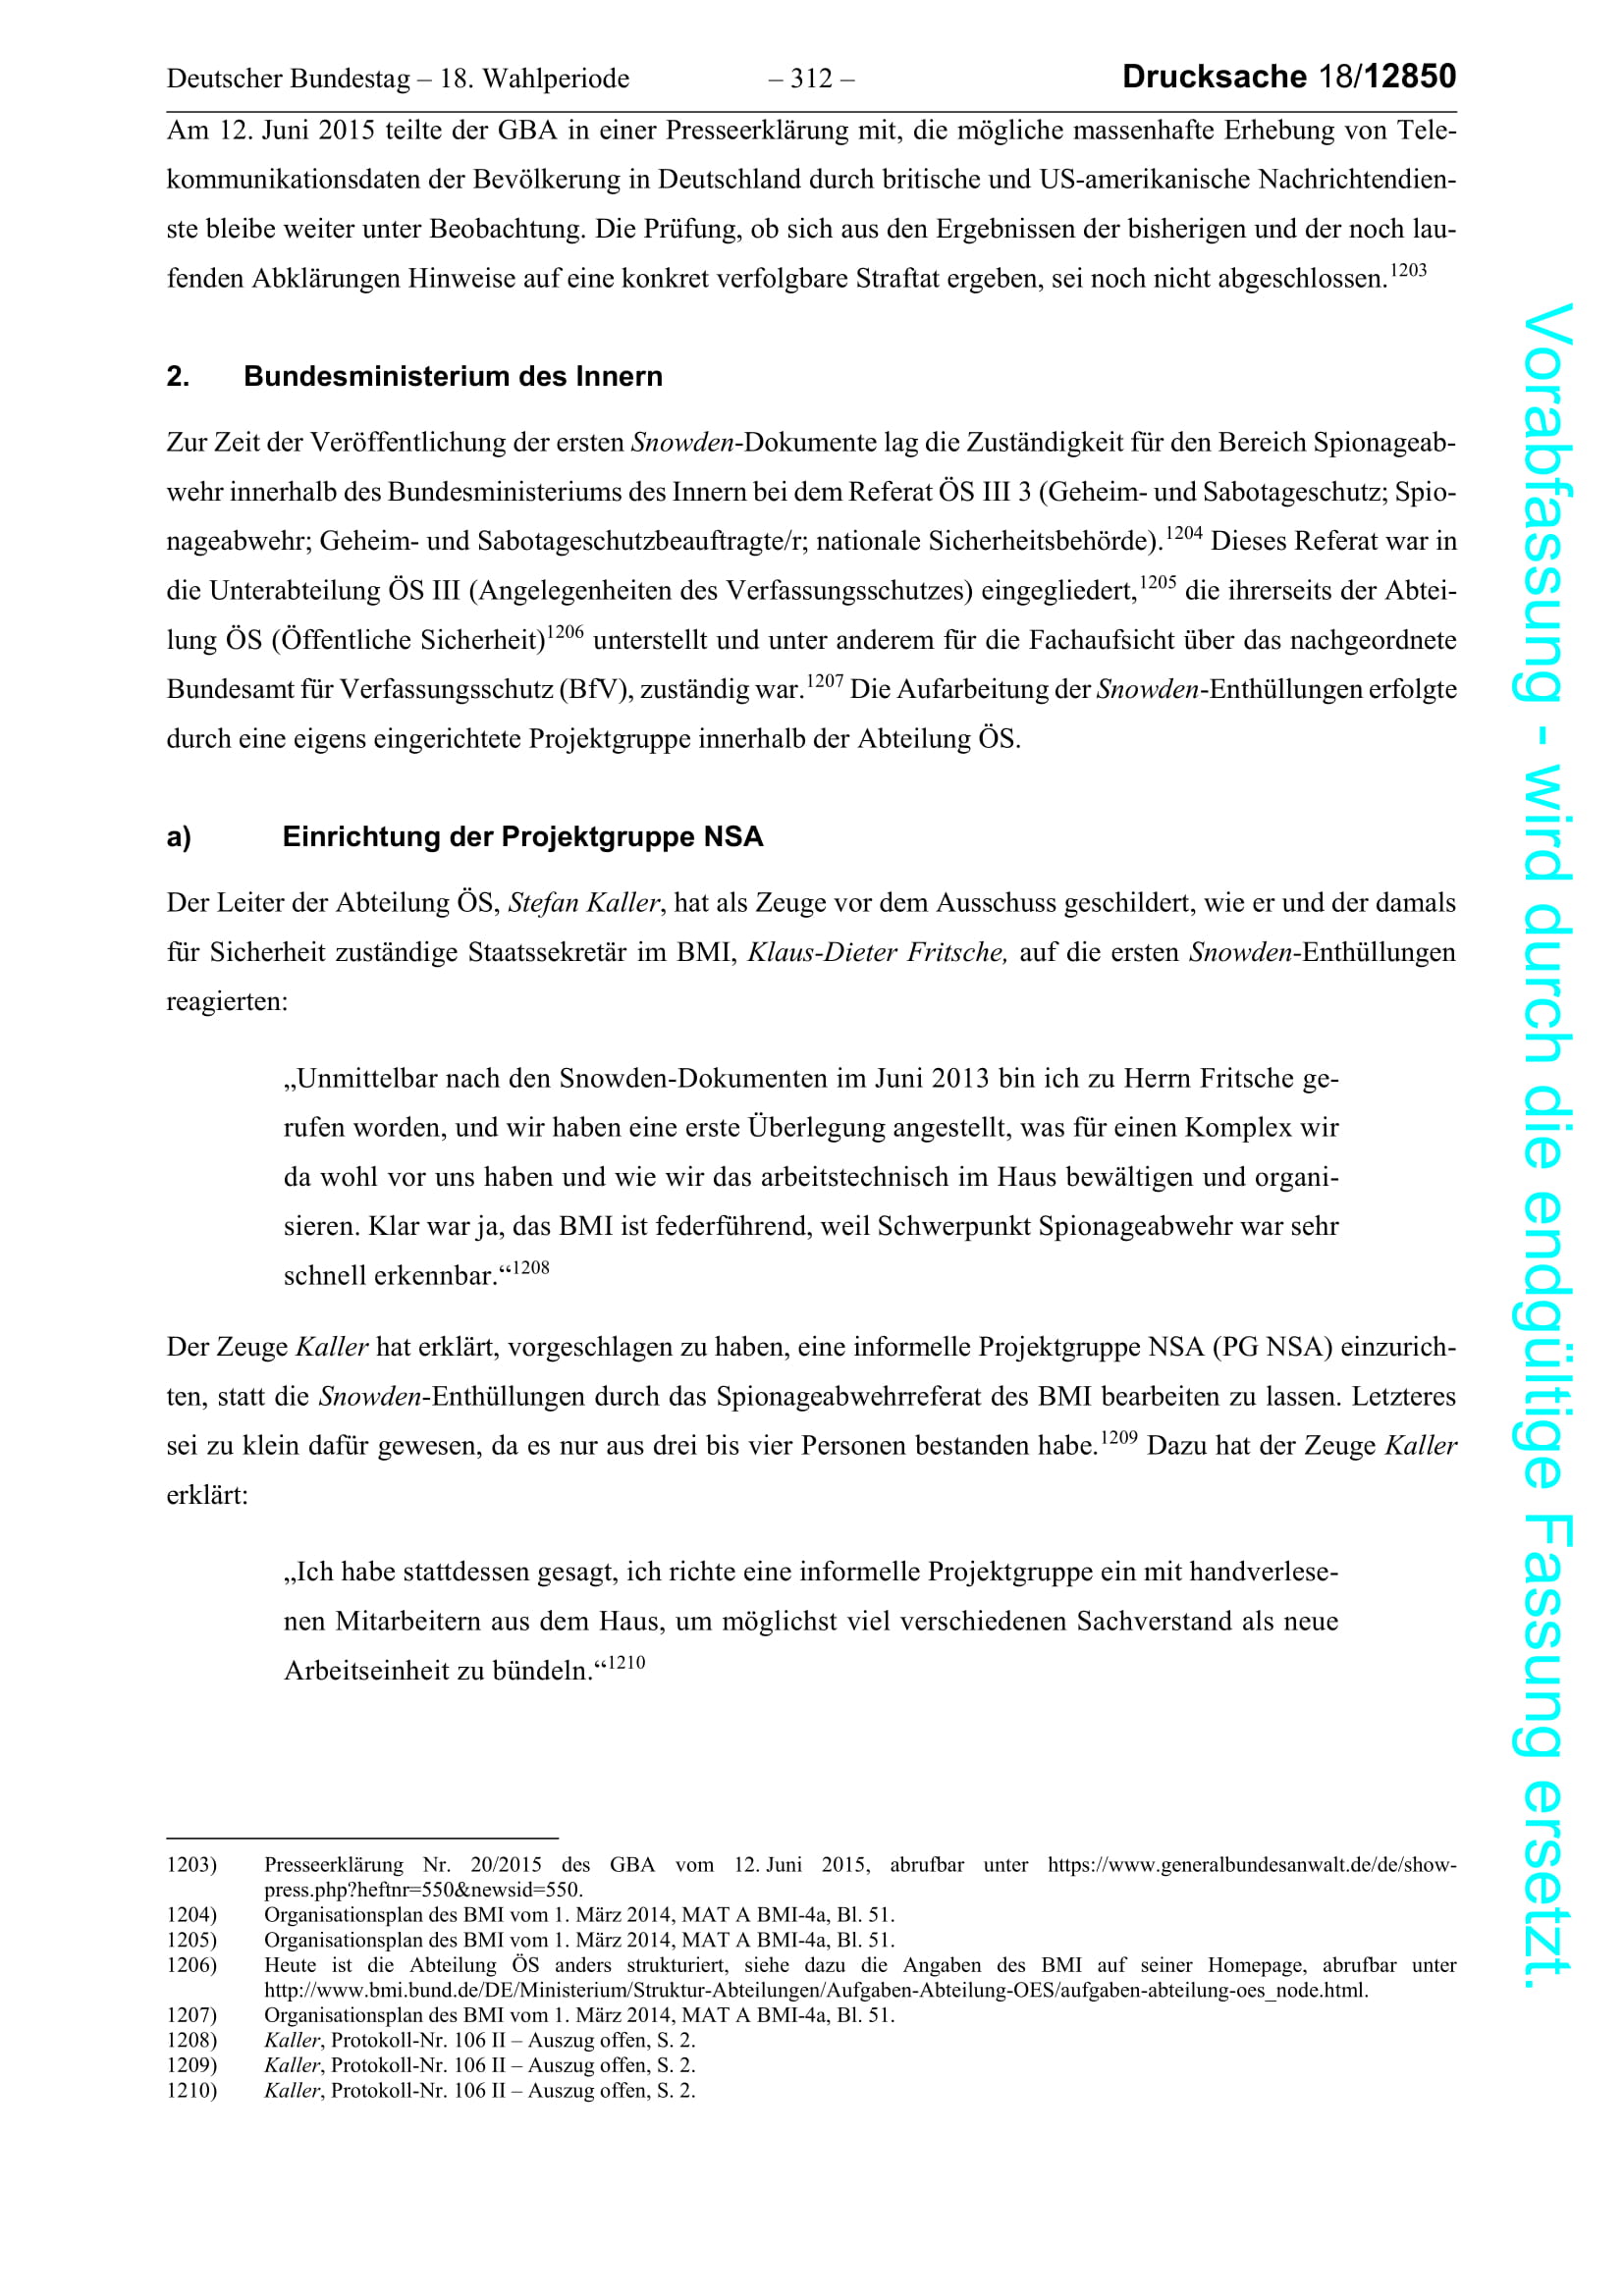 Deutscher Bundestag – 18. Wahlperiode – 312 – Drucksache 18/12850
Am 12. Juni 2015 teilte der GBA in einer Presseerklärung mit, die mögliche massenhafte Erhebung von Tele-
kommunikationsdaten der Bevölkerung in Deutschland durch britische und US-amerikanische Nachrichtendien-
ste bleibe weiter unter Beobachtung. Die Prüfung, ob sich aus den Ergebnissen der bisherigen und der noch lau-
fenden Abklärungen Hinweise auf eine konkret verfolgbare Straftat ergeben, sei noch nicht abgeschlossen.1203
2. Bundesministerium des Innern
Zur Zeit der Veröffentlichung der ersten Snowden-Dokumente lag die Zuständigkeit für den Bereich Spionageab-
wehr innerhalb des Bundesministeriums des Innern bei dem Referat ÖS III 3 (Geheim- und Sabotageschutz; Spio-
nageabwehr; Geheim- und Sabotageschutzbeauftragte/r; nationale Sicherheitsbehörde).1204 Dieses Referat war in
die Unterabteilung ÖS III (Angelegenheiten des Verfassungsschutzes) eingegliedert,1205 die ihrerseits der Abtei-
lung ÖS (Öffentliche Sicherheit)1206 unterstellt und unter anderem für die Fachaufsicht über das nachgeordnete
Bundesamt für Verfassungsschutz (BfV), zuständig war.1207 Die Aufarbeitung der Snowden-Enthüllungen erfolgte
durch eine eigens eingerichtete Projektgruppe innerhalb der Abteilung ÖS.
a) Einrichtung der Projektgruppe NSA
Der Leiter der Abteilung ÖS, Stefan Kaller, hat als Zeuge vor dem Ausschuss geschildert, wie er und der damals
für Sicherheit zuständige Staatssekretär im BMI, Klaus-Dieter Fritsche, auf die ersten Snowden-Enthüllungen
reagierten:
„Unmittelbar nach den Snowden-Dokumenten im Juni 2013 bin ich zu Herrn Fritsche ge-
rufen worden, und wir haben eine erste Überlegung angestellt, was für einen Komplex wir
da wohl vor uns haben und wie wir das arbeitstechnisch im Haus bewältigen und organi-
sieren. Klar war ja, das BMI ist federführend, weil Schwerpunkt Spionageabwehr war sehr
schnell erkennbar.“1208
Der Zeuge Kaller hat erklärt, vorgeschlagen zu haben, eine informelle Projektgruppe NSA (PG NSA) einzurich-
ten, statt die Snowden-Enthüllungen durch das Spionageabwehrreferat des BMI bearbeiten zu lassen. Letzteres
sei zu klein dafür gewesen, da es nur aus drei bis vier Personen bestanden habe.1209 Dazu hat der Zeuge Kaller
erklärt:
„Ich habe stattdessen gesagt, ich richte eine informelle Projektgruppe ein mit handverlese-
nen Mitarbeitern aus dem Haus, um möglichst viel verschiedenen Sachverstand als neue
Arbeitseinheit zu bündeln.“1210
1203) Presseerklärung Nr. 20/2015 des GBA vom 12. Juni 2015, abrufbar unter https://www.generalbundesanwalt.de/de/show-
press.php?heftnr=550&newsid=550.
1204) Organisationsplan des BMI vom 1. März 2014, MAT A BMI-4a, Bl. 51.
1205) Organisationsplan des BMI vom 1. März 2014, MAT A BMI-4a, Bl. 51.
1206) Heute ist die Abteilung ÖS anders strukturiert, siehe dazu die Angaben des BMI auf seiner Homepage, abrufbar unter
http://www.bmi.bund.de/DE/Ministerium/Struktur-Abteilungen/Aufgaben-Abteilung-OES/aufgaben-abteilung-oes_node.html.
1207) Organisationsplan des BMI vom 1. März 2014, MAT A BMI-4a, Bl. 51.
1208) Kaller, Protokoll-Nr. 106 II – Auszug offen, S. 2.
1209) Kaller, Protokoll-Nr. 106 II – Auszug offen, S. 2.
1210) Kaller, Protokoll-Nr. 106 II – Auszug offen, S. 2.
Vorabfassung - wird durch die endgültige Fassung ersetzt.